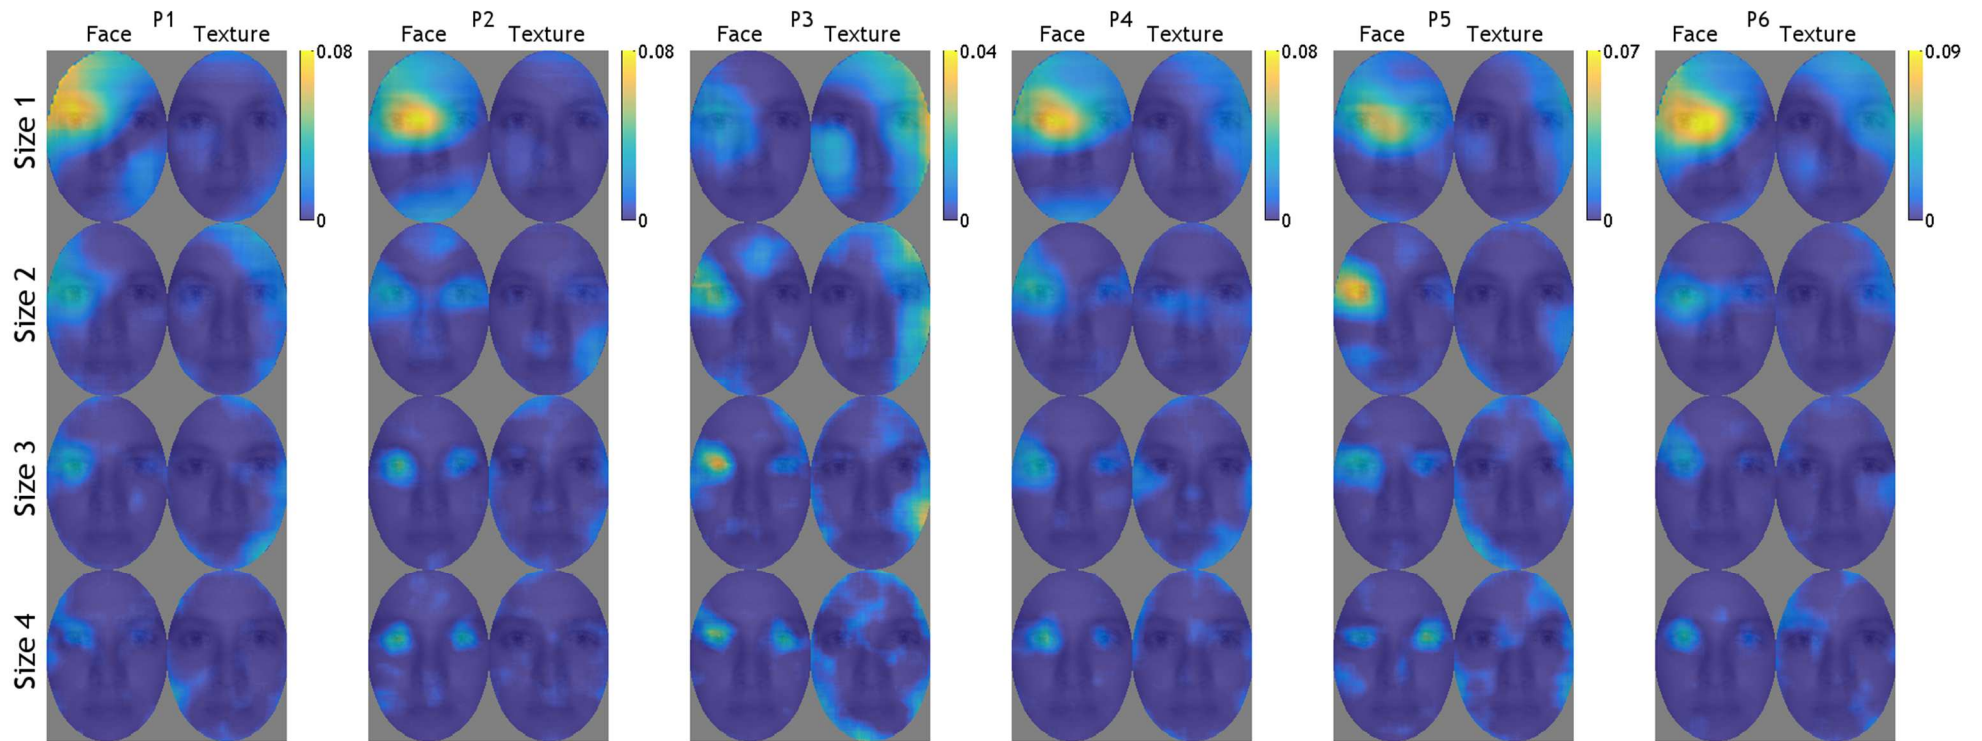 P1 P2 P3 P4 P5 P6
Face Texture Face Texture Face Texture Face Texture Face Texture Face Texture
0.08 0.08 0.04 0.08 0.07 0.09
Size 1
0 0 0 0 0 0
Size 2
Size 3
Size 4